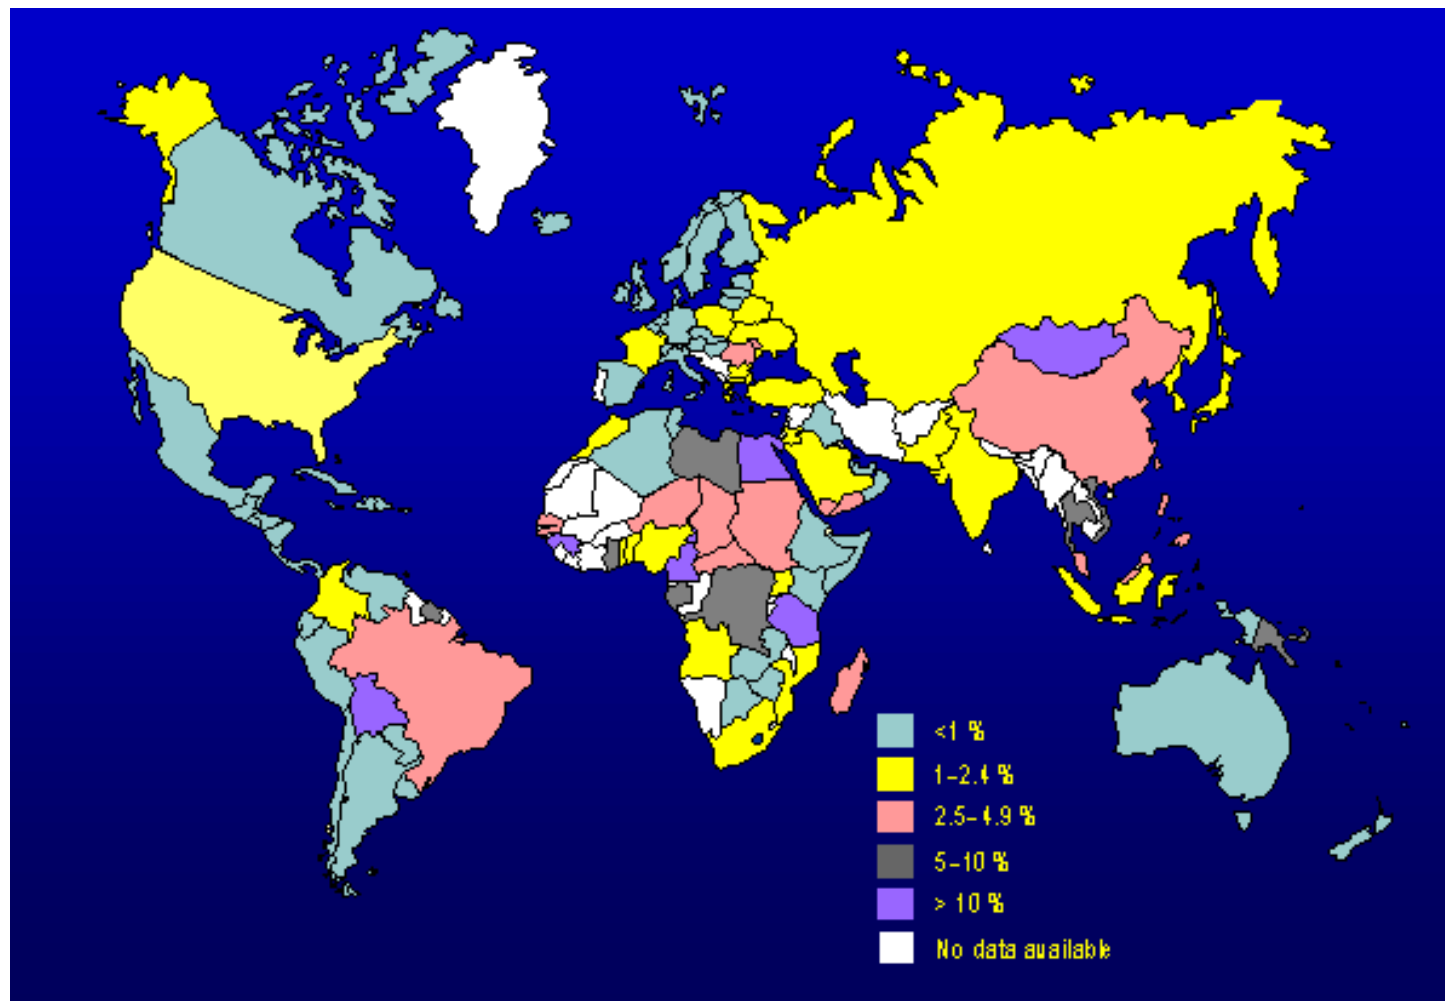 <1 %
1-2.4 %
2.5-4.9 %
5-10 %
> 10 %
No data available